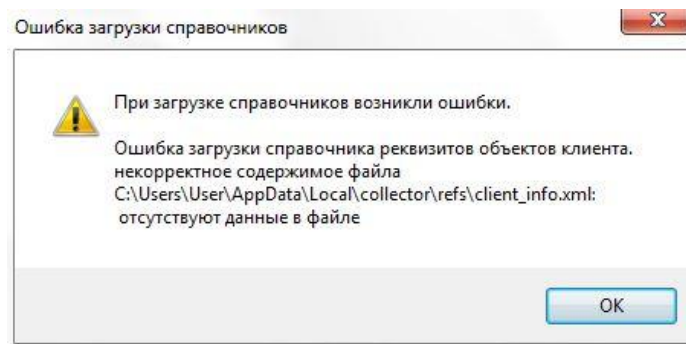 Ошибка загрузки справочников
При загрузке справочников возникли ошибки.
Ошибка загрузки справочника реквизитов объектов клиента.
некорректное содержимое файла
C:\Users\User\AppData\Local\collector\refs\client_info.xml:
отсутствуют данные в файле
OK